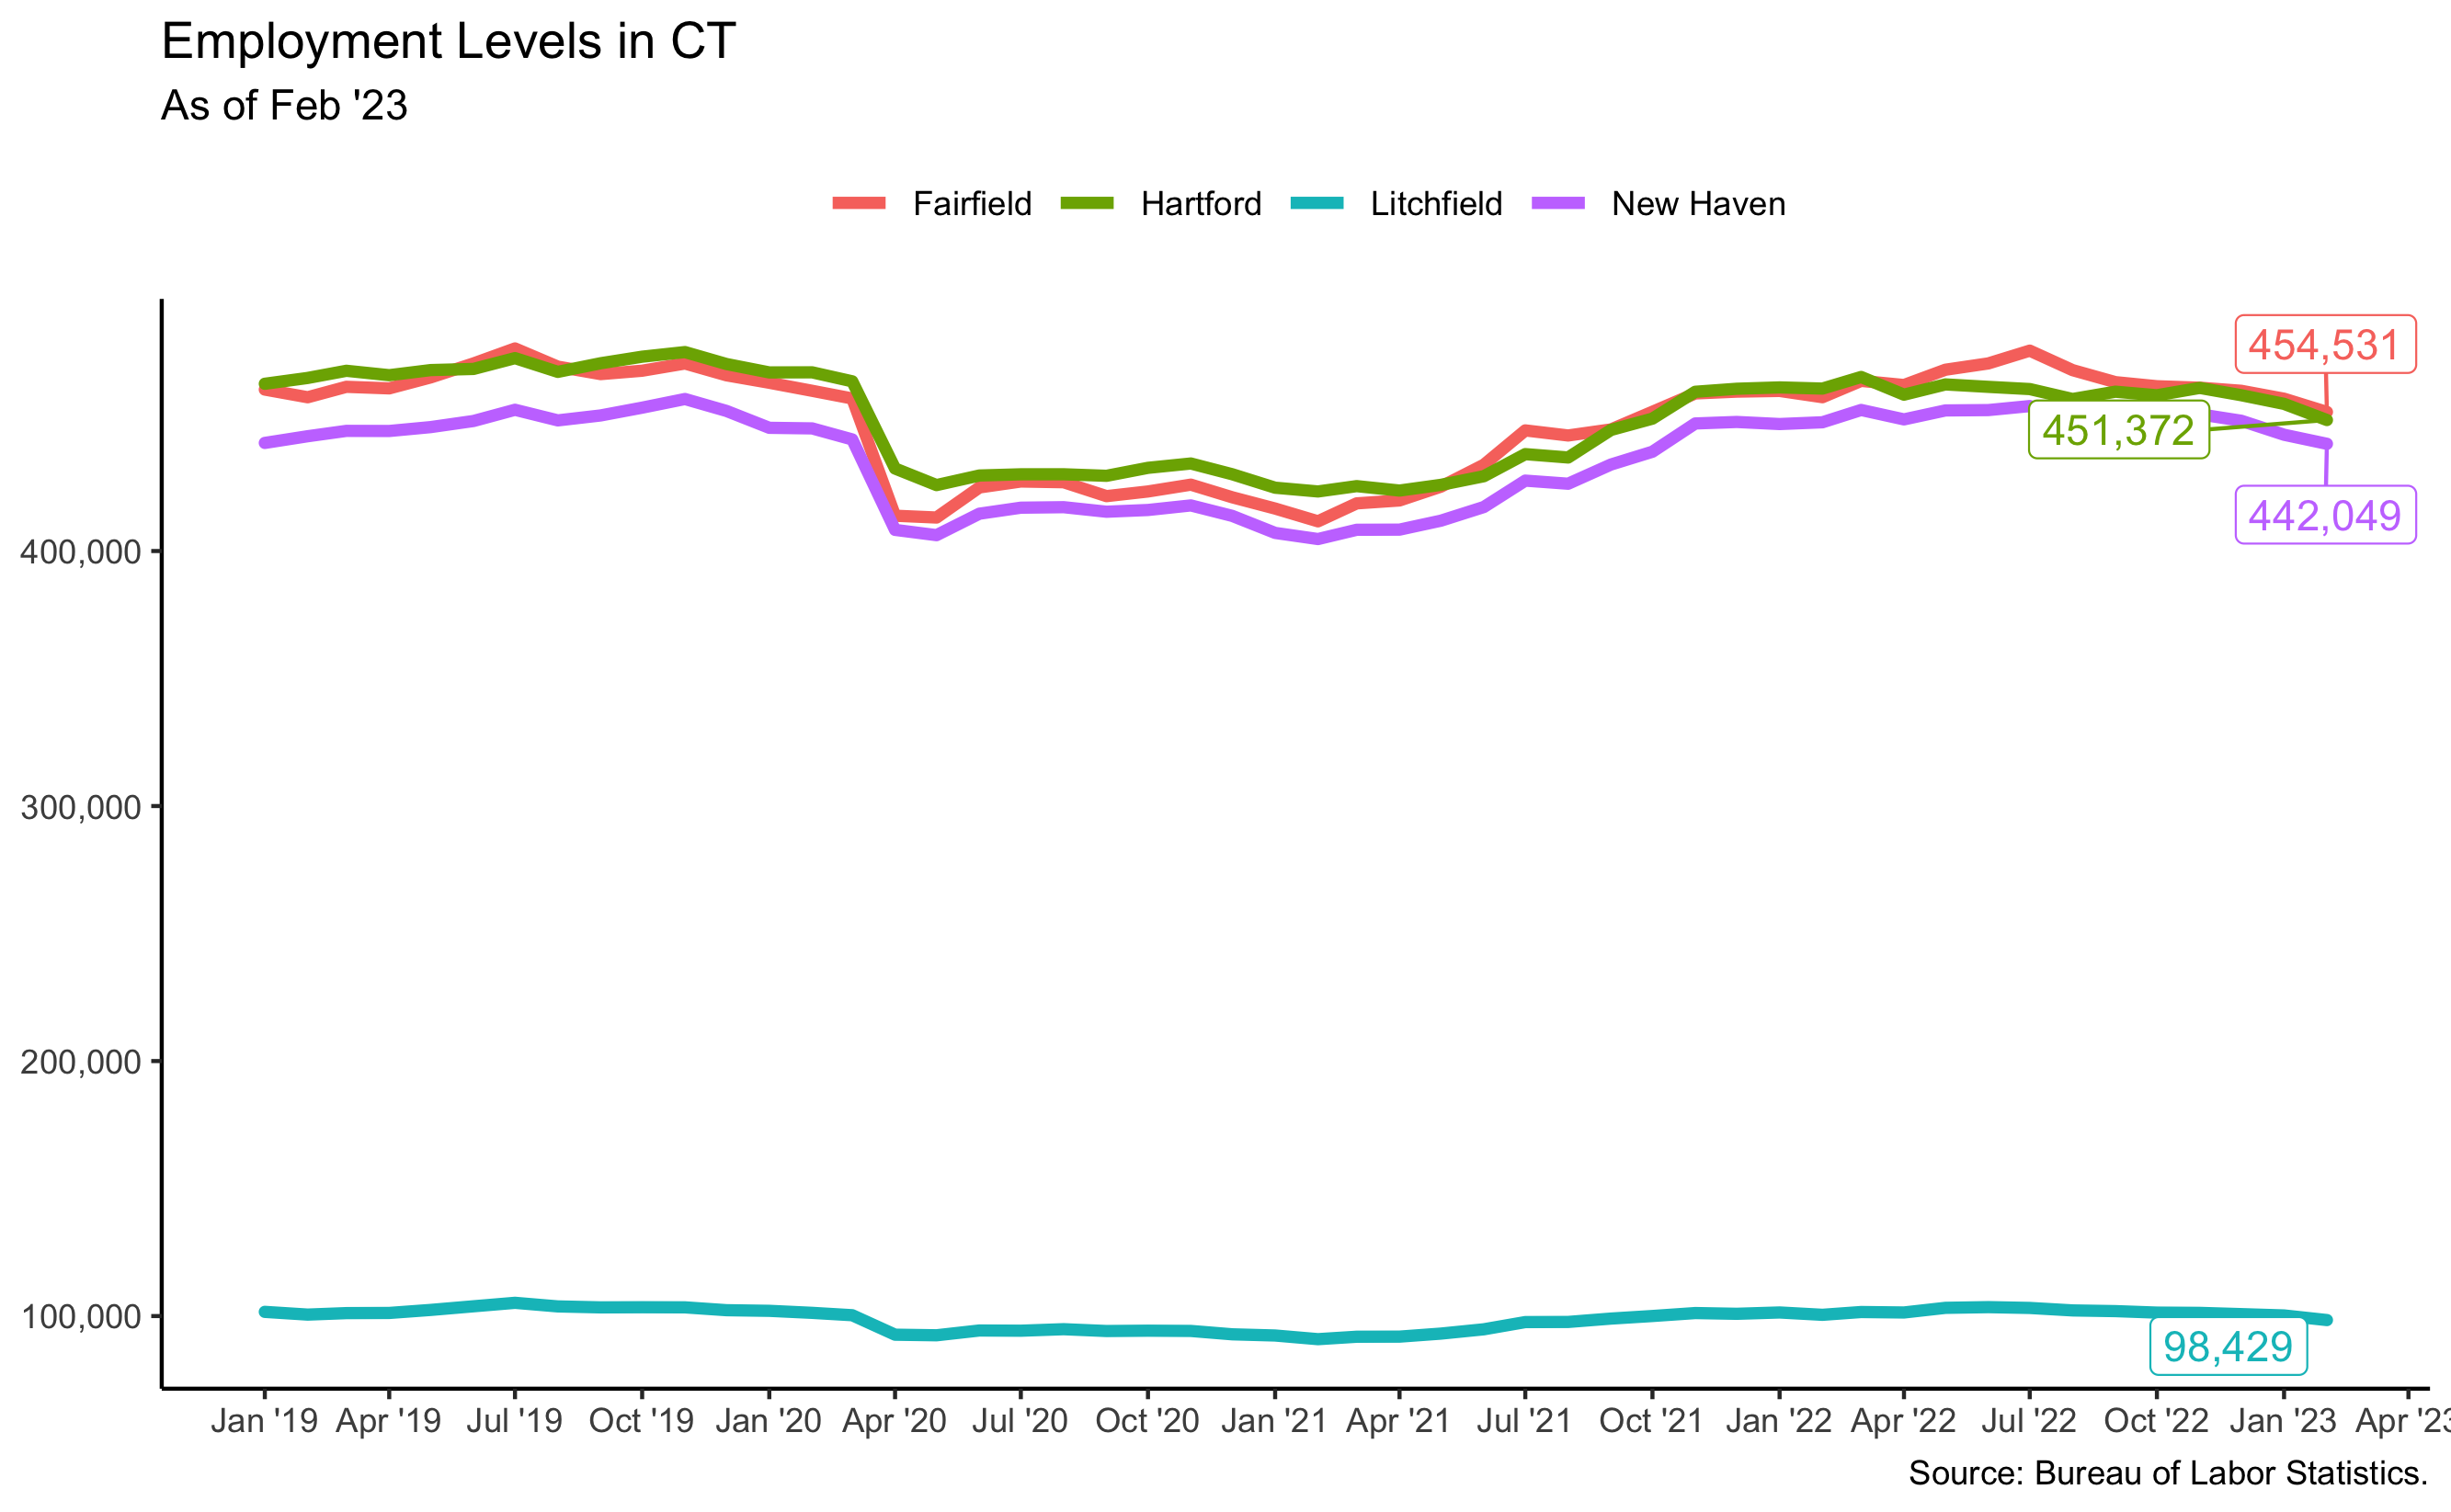 Employment Levels in CT
As of Feb '23
Fairfield Hartford Litchfield New Haven
454,531
451,372
442,049
400,000
300,000
200,000
100,000
98,429
Jan '19 Apr '19 Jul '19 Oct '19 Jan '20 Apr '20 Jul '20 Oct '20 Jan '21 Apr '21 Jul '21 Oct '21 Jan '22 Apr '22 Jul '22 Oct '22 Jan '23 Apr '23
Source: Bureau of Labor Statistics.